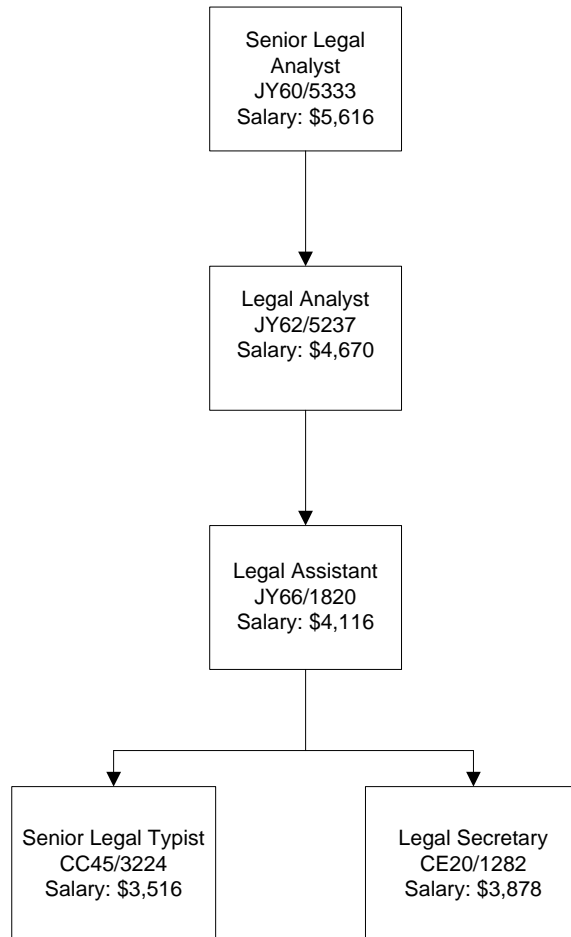 Senior Legal
Analyst
JY60/5333
Salary: $5,616
Legal Analyst
JY62/5237
Salary: $4,670
Legal Assistant
JY66/1820
Salary: $4,116
Senior Legal Typist
CC45/3224
Salary: $3,516
Legal Secretary
CE20/1282
Salary: $3,878